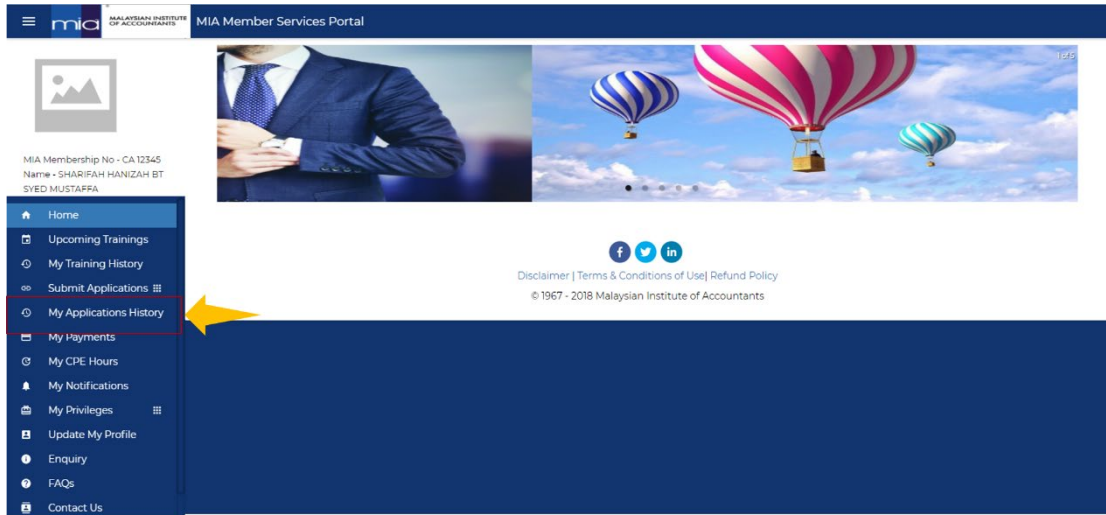 mia
MALAYSIAN INSTITUTE
OF ACCOUNTANTS
MIA Member Services Portal
1 of 5
MIA Membership No - CA 12345
Name - SHARIFAH HANIZAH BT
SYED MUSTAFFA
Home
Upcoming Trainings
My Training History
Submit Applications
My Applications History
My Payments
My CPE Hours
My Notifications
My Privileges
Update My Profile
Enquiry
FAQs
Contact Us
Disclaimer | Terms & Conditions of Use| Refund Policy
© 1967 - 2018 Malaysian Institute of Accountants